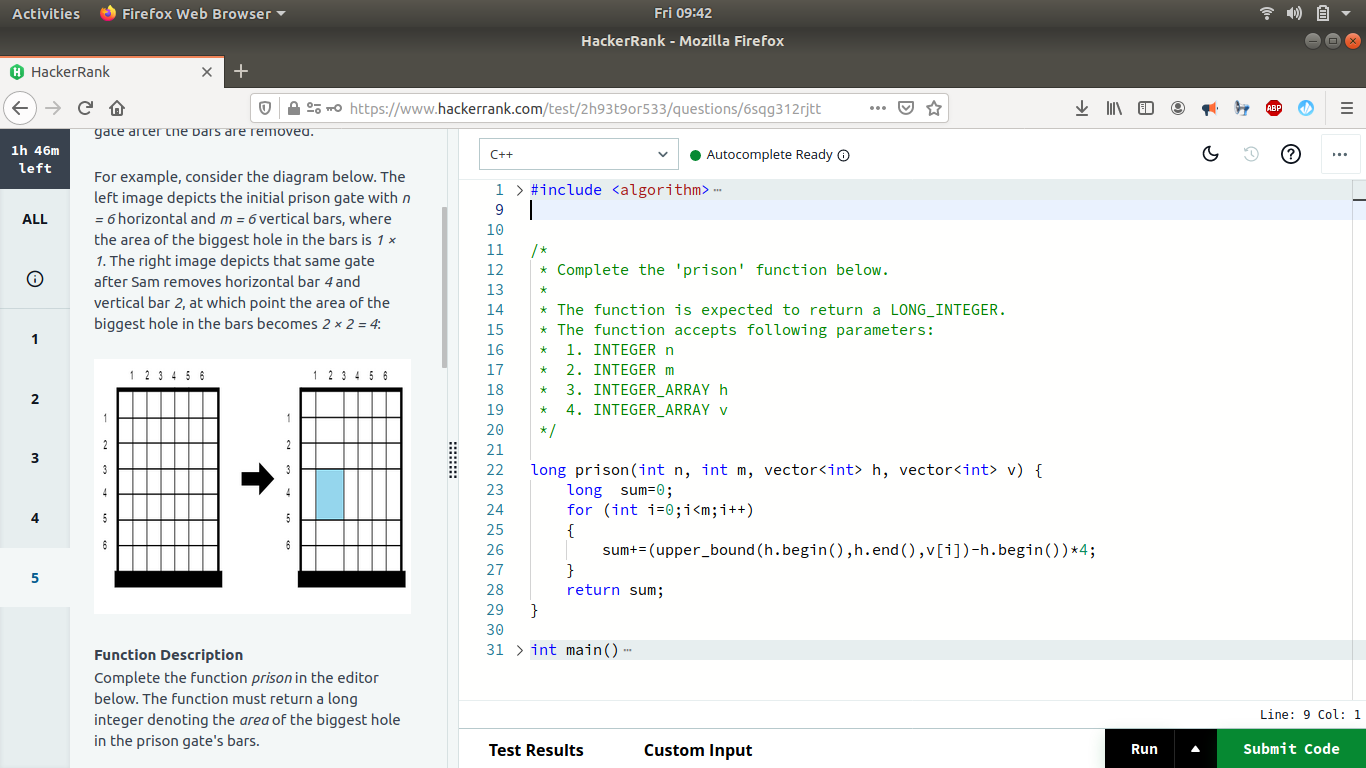 Activities Firefox Web Browser Fri 09:42
HackerRank - Mozilla Firefox
HackerRank
https://www.hackerrank.com/test/2h93t9or533/questions/6sqg312rjtt
ABP
1h 46m
left
ALL
1
2
3
4
5
gate after the bars are removed.
For example, consider the diagram below. The
left image depicts the initial prison gate with n
= 6 horizontal and m = 6 vertical bars, where
the area of the biggest hole in the bars is 1 ×
1. The right image depicts that same gate
after Sam removes horizontal bar 4 and
vertical bar 2, at which point the area of the
biggest hole in the bars becomes 2 × 2 = 4:
1 2 3 4 5 6
1
2
3
4
5
6
1 2 3 4 5 6
1
2
3
4
5
6
Function Description
Complete the function prison in the editor
below. The function must return a long
integer denoting the area of the biggest hole
in the prison gate's bars.
C++ Autocomplete Ready
1 #include <algorithm>
9
10
11 /*
12 * Complete the 'prison' function below.
13 *
14 * The function is expected to return a LONG_INTEGER.
15 * The function accepts following parameters:
16 * 1. INTEGER n
17 * 2. INTEGER m
18 * 3. INTEGER_ARRAY h
19 * 4. INTEGER_ARRAY v
20 */
21
22 long prison(int n, int m, vector<int> h, vector<int> v) {
23 long  sum=0;
24 for (int i=0;i<m;i++)
25 {
26 sum+=(upper_bound(h.begin(),h.end(),v[i])-h.begin())*4;
27 }
28 return sum;
29 }
30
31 int main()
Line: 9 Col: 1
Test Results Custom Input Run Submit Code